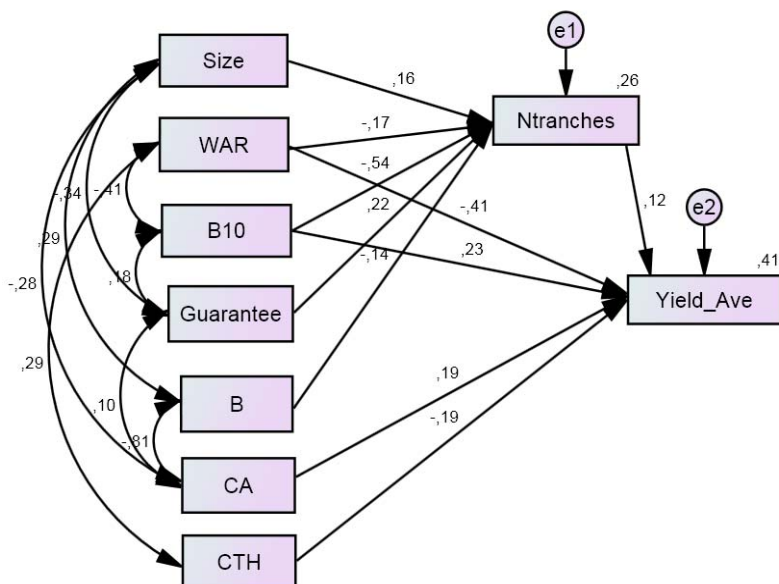 e1
Size
,26
,16
Ntranches
WAR
-,17
-,54
-,34
-,41
,22
-,41
,12
e2
B10
,29
,23
-,14
,18
,41
-,28
Guarantee
Yield_Ave
,29
,19
B
,10
-,19
-,81
CA
CTH